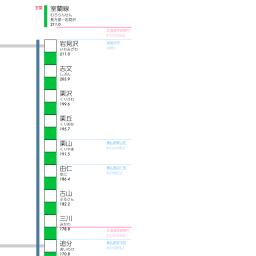 室蘭線
むろらんせん
長万部-岩見沢
211.0
岩見沢
いわみざわ
211.0
志文
しぶん
203.9
栗沢
くりさわ
199.6
栗丘
くりおか
195.7
栗山
くりやま
191.5
由仁
ゆに
186.4
古山
ふるさん
182.2
三川
みかわ
178.8
追分
おいわけ
170.8